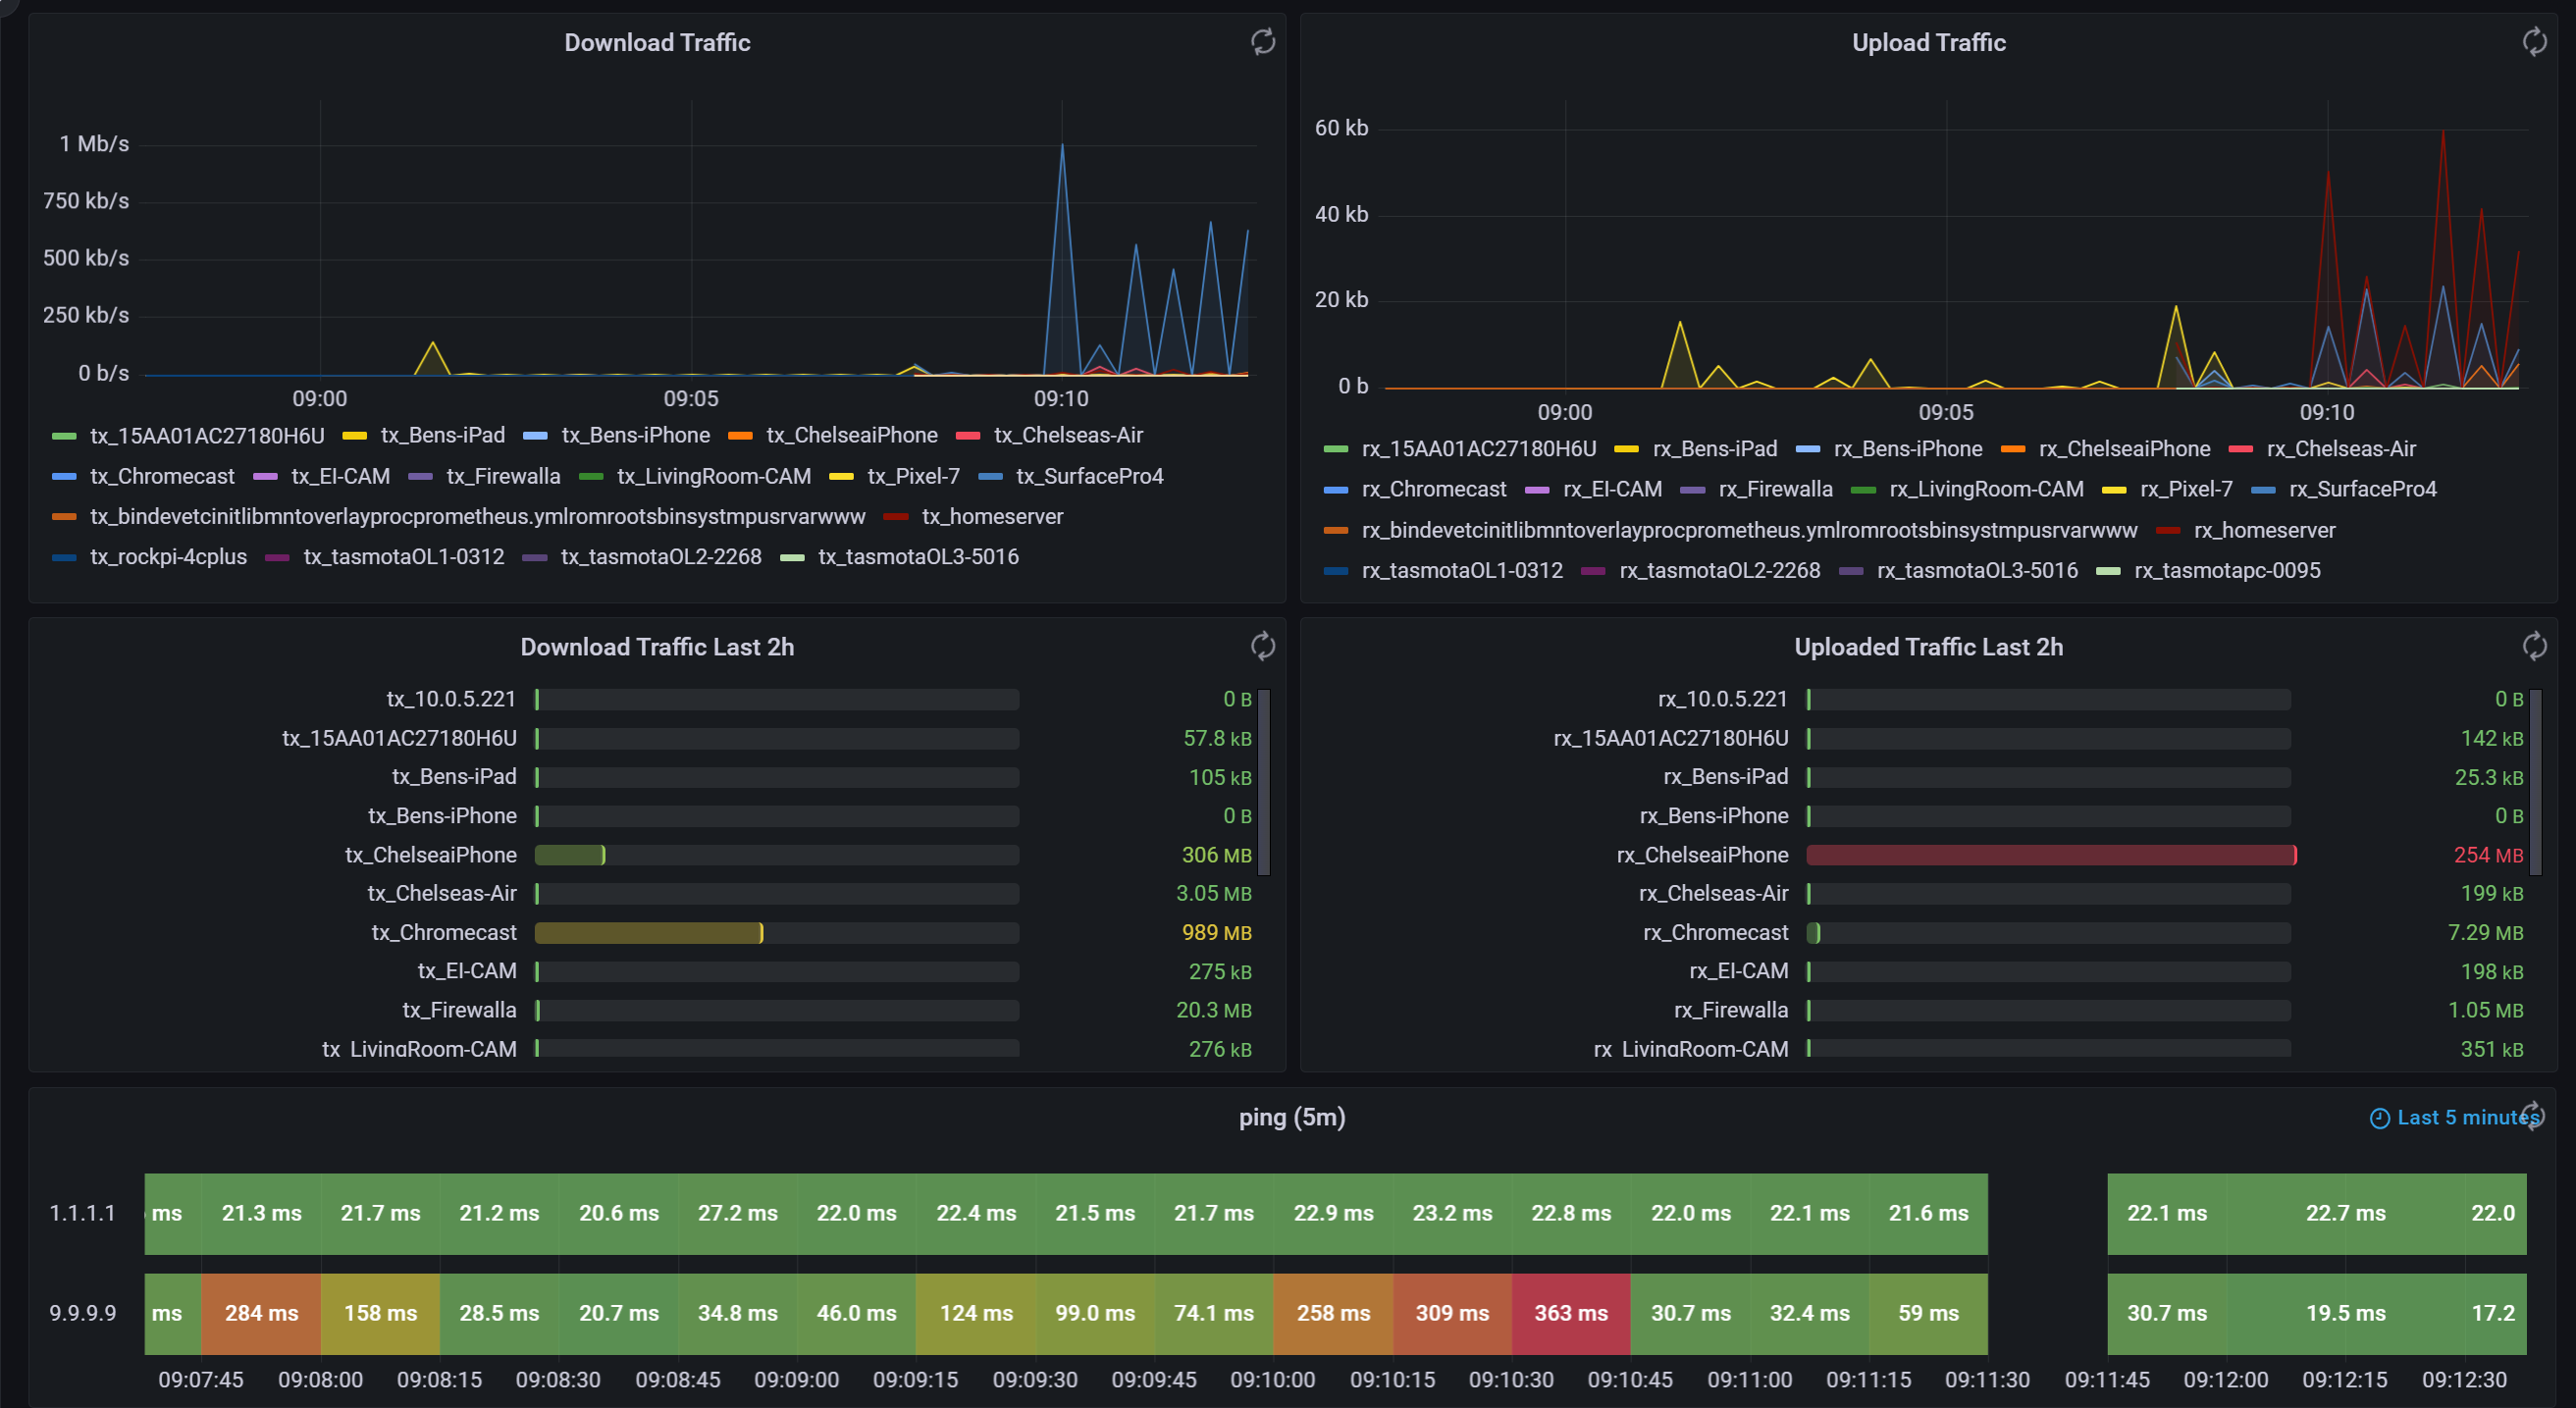 Download Traffic
1 Mb/s
750 kb/s
500 kb/s
250 kb/s
0 b/s
09:00 09:05 09:10
tx_15AA01AC27180H6U tx_Bens-iPad tx_Bens-iPhone tx_ChelseaiPhone tx_Chelseas-Air
tx_Chromecast tx_EI-CAM tx_Firewalla tx_LivingRoom-CAM tx_Pixel-7 tx_SurfacePro4
tx_bindevetcinitlibmntoverlayprocprometheus.ymlromrootsbinsystmpusrvarwww tx_homeserver
tx_rockpi-4cplus tx_tasmotaOL1-0312 tx_tasmotaOL2-2268 tx_tasmotaOL3-5016
Upload Traffic
60 kb
40 kb
20 kb
0 b
09:00 09:05 09:10
rx_15AA01AC27180H6U rx_Bens-iPad rx_Bens-iPhone rx_ChelseaiPhone rx_Chelseas-Air
rx_Chromecast rx_EI-CAM rx_Firewalla rx_LivingRoom-CAM rx_Pixel-7 rx_SurfacePro4
rx_bindevetcinitlibmntoverlayprocprometheus.ymlromrootsbinsystmpusrvarwww rx_homeserver
rx_tasmotaOL1-0312 rx_tasmotaOL2-2268 rx_tasmotaOL3-5016 rx_tasmotapc-0095
Download Traffic Last 2h
tx_10.0.5.221 0 B
tx_15AA01AC27180H6U 57.8 kB
tx_Bens-iPad 105 kB
tx_Bens-iPhone 0 B
tx_ChelseaiPhone 306 MB
tx_Chelseas-Air 3.05 MB
tx_Chromecast 989 MB
tx_EI-CAM 275 kB
tx_Firewalla 20.3 MB
tx_LivingRoom-CAM 276 kB
Uploaded Traffic Last 2h
rx_10.0.5.221 0 B
rx_15AA01AC27180H6U 142 kB
rx_Bens-iPad 25.3 kB
rx_Bens-iPhone 0 B
rx_ChelseaiPhone 254 MB
rx_Chelseas-Air 199 kB
rx_Chromecast 7.29 MB
rx_EI-CAM 198 kB
rx_Firewalla 1.05 MB
rx_LivingRoom-CAM 351 kB
ping (5m)
Last 5 minutes
1.1.1.1 ms 21.3 ms 21.7 ms 21.2 ms 20.6 ms 27.2 ms 22.0 ms 22.4 ms 21.5 ms 21.7 ms 22.9 ms 23.2 ms 22.8 ms 22.0 ms 22.1 ms 21.6 ms 22.1 ms 22.7 ms 22.0
9.9.9.9 ms 284 ms 158 ms 28.5 ms 20.7 ms 34.8 ms 46.0 ms 124 ms 99.0 ms 74.1 ms 258 ms 309 ms 363 ms 30.7 ms 32.4 ms 59 ms 30.7 ms 19.5 ms 17.2
09:07:45 09:08:00 09:08:15 09:08:30 09:08:45 09:09:00 09:09:15 09:09:30 09:09:45 09:10:00 09:10:15 09:10:30 09:10:45 09:11:00 09:11:15 09:11:30 09:11:45 09:12:00 09:12:15 09:12:30